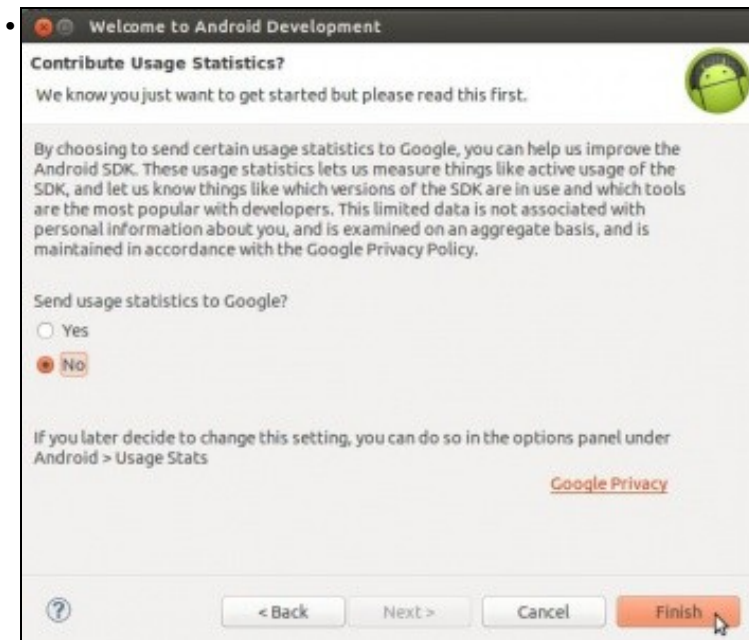 Welcome to Android Development
Contribute Usage Statistics?
We know you just want to get started but please read this first.
By choosing to send certain usage statistics to Google, you can help us improve the
Android SDK. These usage statistics lets us measure things like active usage of the
SDK, and let us know things like which versions of the SDK are in use and which tools
are the most popular with developers. This limited data is not associated with
personal information about you, and is examined on an aggregate basis, and is
maintained in accordance with the Google Privacy Policy.
Send usage statistics to Google?
Yes
No
If you later decide to change this setting, you can do so in the options panel under
Android > Usage Stats
Google Privacy
? < Back Next > Cancel Finish